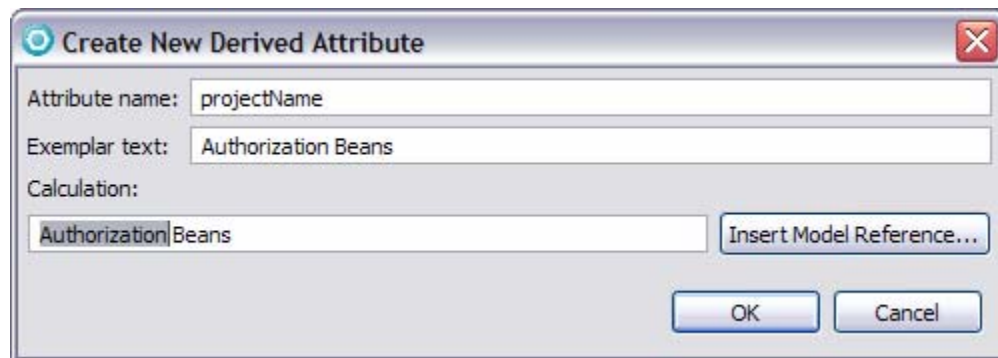 Create New Derived Attribute
Attribute name: projectName
Exemplar text: Authorization Beans
Calculation:
Authorization Beans Insert Model Reference...
OK Cancel